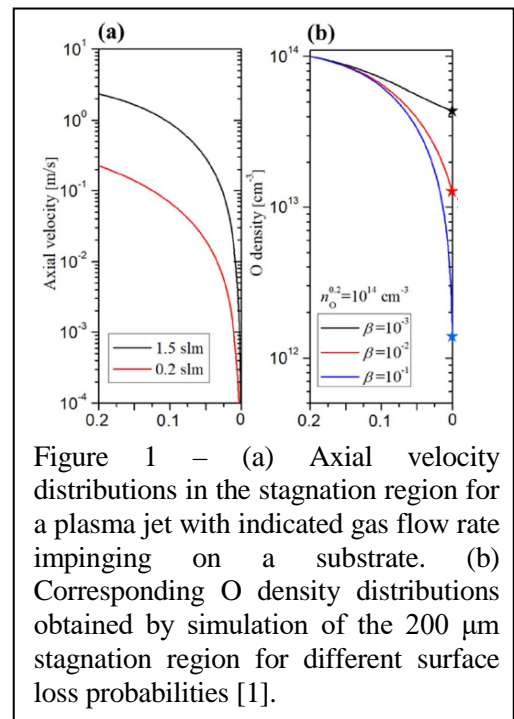 (a)
(b)
Axial velocity [m/s]
10¹
10⁰
10⁻¹
10⁻²
10⁻³
10⁻⁴
1.5 slm
0.2 slm
0.2
0.1
0
O density [cm⁻³]
10¹⁴
10¹³
10¹²
n_O^0.2=10¹⁴ cm⁻³
β=10⁻³
β=10⁻²
β=10⁻¹
0.2
0.1
0
Figure 1 – (a) Axial velocity
distributions in the stagnation region for
a plasma jet with indicated gas flow rate
impinging on a substrate. (b)
Corresponding O density distributions
obtained by simulation of the 200 μm
stagnation region for different surface
loss probabilities [1].